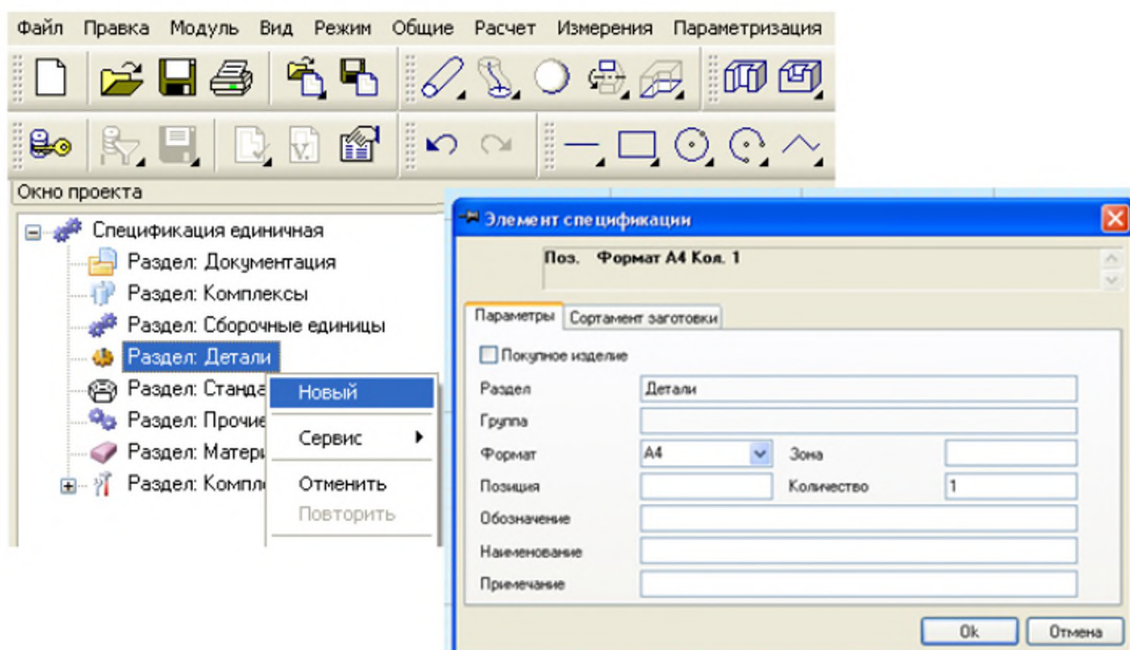 Файл Правка Модуль Вид Режим Общие Расчет Измерения Параметризация
V.
Окно проекта
Спецификация единичная
Раздел: Документация
Раздел: Комплексы
Раздел: Сборочные единицы
Раздел: Детали
Раздел: Станда
Раздел: Прочие
Раздел: Матери
Раздел: Компл
Новый
Сервис
Отменить
Повторить
Элемент спецификации
Поз. Формат А4 Кол. 1
Параметры Сортамент заготовки
Покупное изделие
Раздел Детали
Группа
Формат А4 Зона
Позиция Количество 1
Обозначение
Наименование
Примечание
Ok Отмена